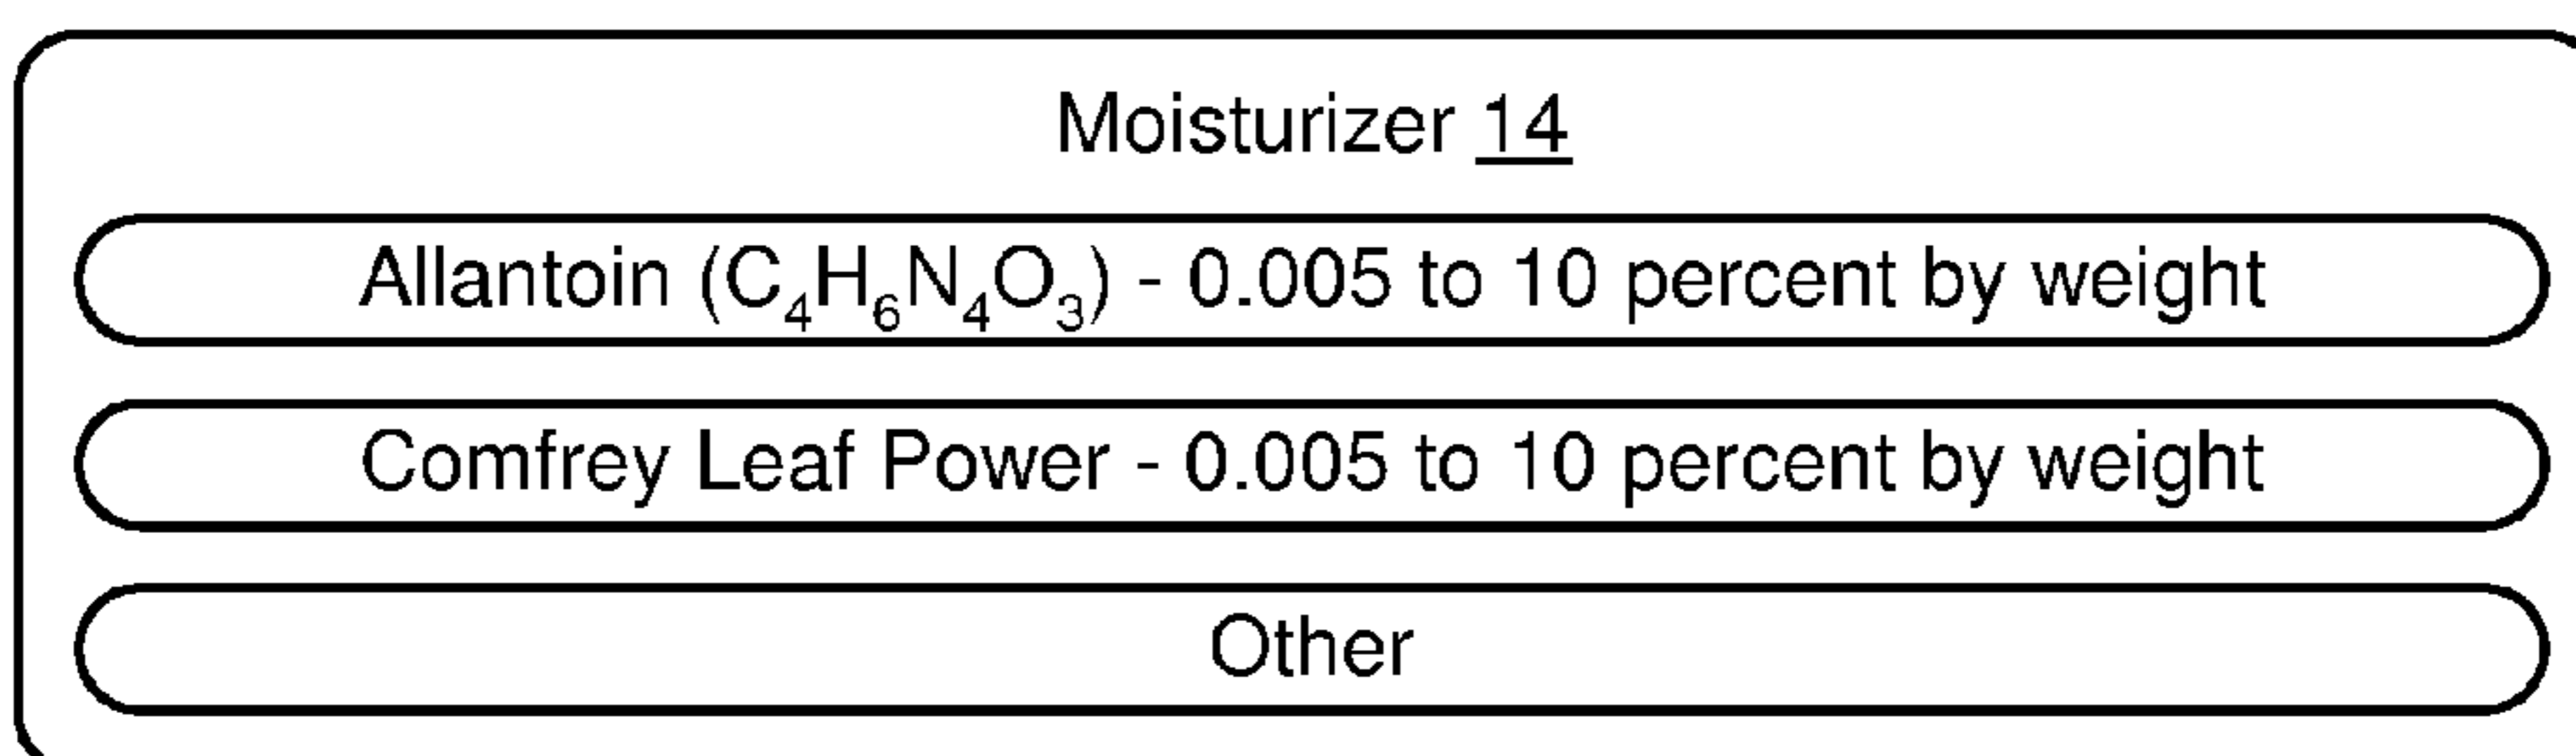 Moisturizer 14
Allantoin (C₄H₆N₄O₃) - 0.005 to 10 percent by weight
Comfrey Leaf Power - 0.005 to 10 percent by weight
Other